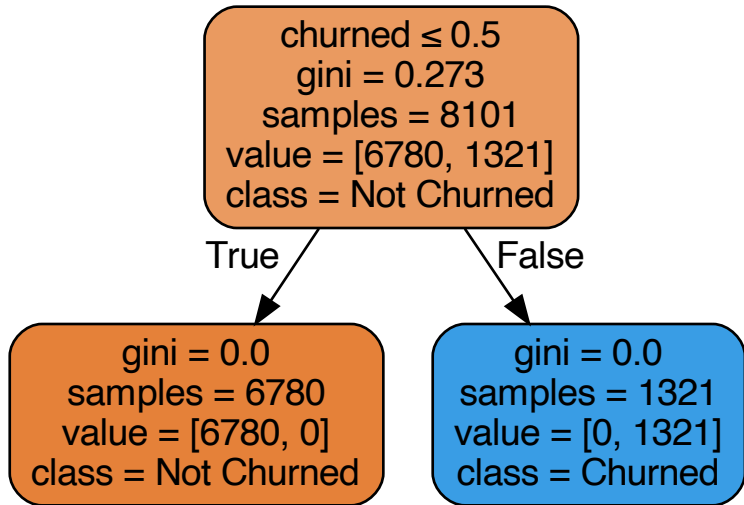 churned ≤ 0.5
gini = 0.273
samples = 8101
value = [6780, 1321]
class = Not Churned
True
False
gini = 0.0
samples = 6780
value = [6780, 0]
class = Not Churned
gini = 0.0
samples = 1321
value = [0, 1321]
class = Churned